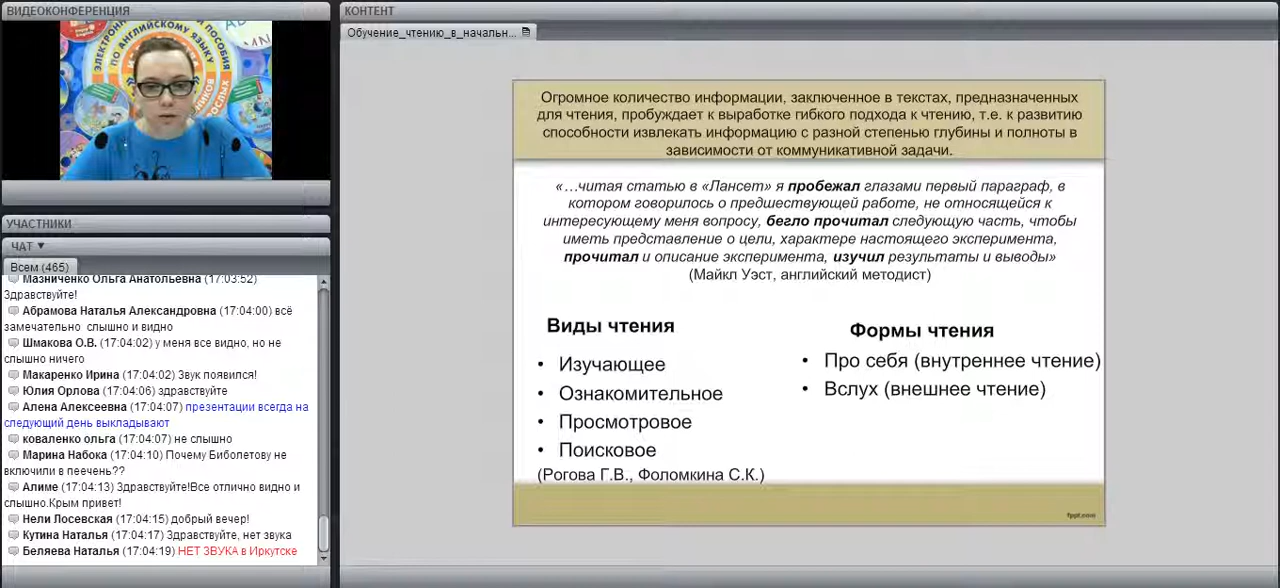 ВИДЕОКОНФЕРЕНЦИЯ
ЭЛЕКТРОН
ПО АНГЛИЙСКОМУ ЯЗЫКУ
ПОСОБИЯ
УЧАСТНИКИ
ЧАТ ▼
Всем (465)
Мазниченко Ольга Анатольевна (17:03:52)
Здравствуйте!
Абрамова Наталья Александровна (17:04:00) всё
замечательно слышно и видно
Шмакова О.В. (17:04:02) у меня все видно, но не
слышно ничего
Макаренко Ирина (17:04:02) Звук появился!
Юлия Орлова (17:04:06) здравствуйте
Алена Алексеевна (17:04:07) презентации всегда на
следующий день выкладывают
коваленко ольга (17:04:07) не слышно
Марина Набока (17:04:10) Почему Биболетову не
включили в пеечень??
Алиме (17:04:13) Здравствуйте!Все отлично видно и
слышно.Крым привет!
Нели Лосевская (17:04:15) добрый вечер!
Кутина Наталья (17:04:17) Здравствуйте, нет звука
Беляева Наталья (17:04:19) НЕТ ЗВУКА в Иркутске
КОНТЕНТ
Обучение_чтению_в_начальн...
Огромное количество информации, заключенное в текстах, предназначенных
для чтения, пробуждает к выработке гибкого подхода к чтению, т.е. к развитию
способности извлекать информацию с разной степенью глубины и полноты в
зависимости от коммуникативной задачи.
«…читая статью в «Лансет» я пробежал глазами первый параграф, в
котором говорилось о предшествующей работе, не относящейся к
интересующему меня вопросу, бегло прочитал следующую часть, чтобы
иметь представление о цели, характере настоящего эксперимента,
прочитал и описание эксперимента, изучил результаты и выводы»
(Майкл Уэст, английский методист)
Виды чтения
• Изучающее
• Ознакомительное
• Просмотровое
• Поисковое
(Рогова Г.В., Фоломкина С.К.)
Формы чтения
• Про себя (внутреннее чтение)
• Вслух (внешнее чтение)
fppt.com